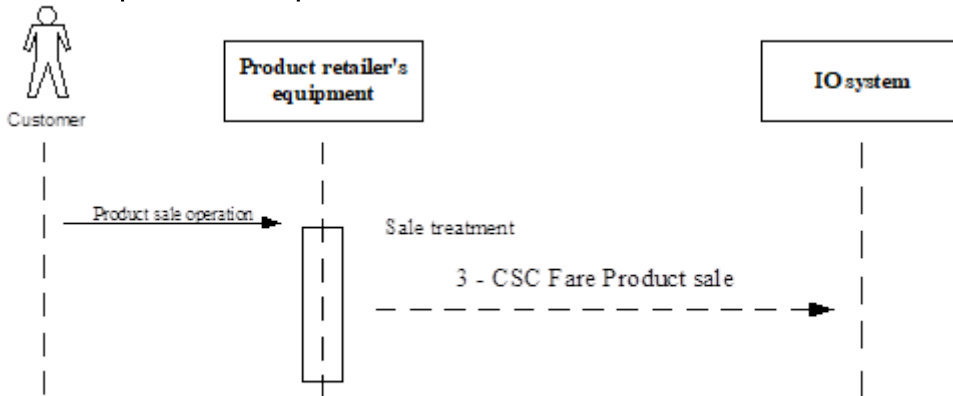 Product retailer's
equipment
IO system
Customer
Product sale operation
Sale treatment
3 - CSC Fare Product sale